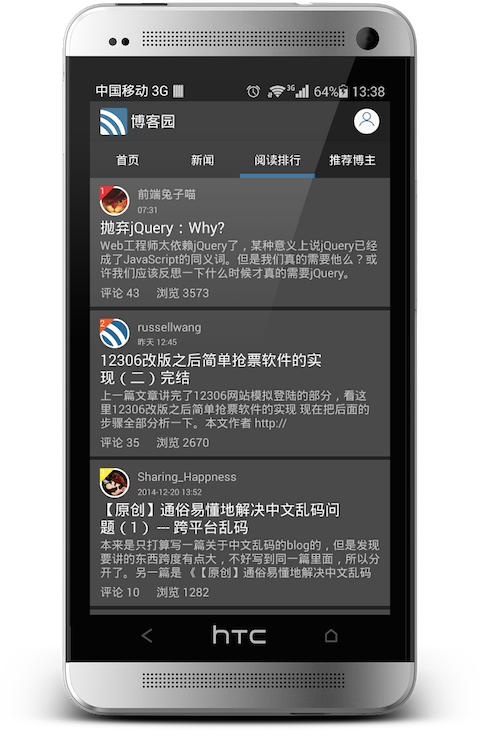 中国移动 3G 3G 64% 13:38
博客园
首页 新闻 阅读排行 推荐博主
1 前端兔子喵
07:31
抛弃jQuery：Why?
Web工程师太依赖jQuery了，某种意义上说jQuery已经
成了JavaScript的同义词。但是我们真的需要他么？或
许我们应该反思一下什么时候才真的需要jQuery。
评论 43 浏览 3573
2 russellwang
昨天 12:45
12306改版之后简单抢票软件的实
现（二）完结
上一篇文章讲完了12306网站模拟登陆的部分，看这
里12306改版之后简单抢票软件的实现 现在把后面的
步骤全部分析一下。本文作者 http://
评论 35 浏览 2670
Sharing_Happness
2014-12-20 13:52
【原创】通俗易懂地解决中文乱码问
题（1） --- 跨平台乱码
本来是只打算写一篇关于中文乱码的blog的，但是发现
要讲的东西跨度有点大，不好写到同一篇里面，所以分
开了。另一篇是《【原创】通俗易懂地解决中文乱码
评论 10 浏览 1282
hTC